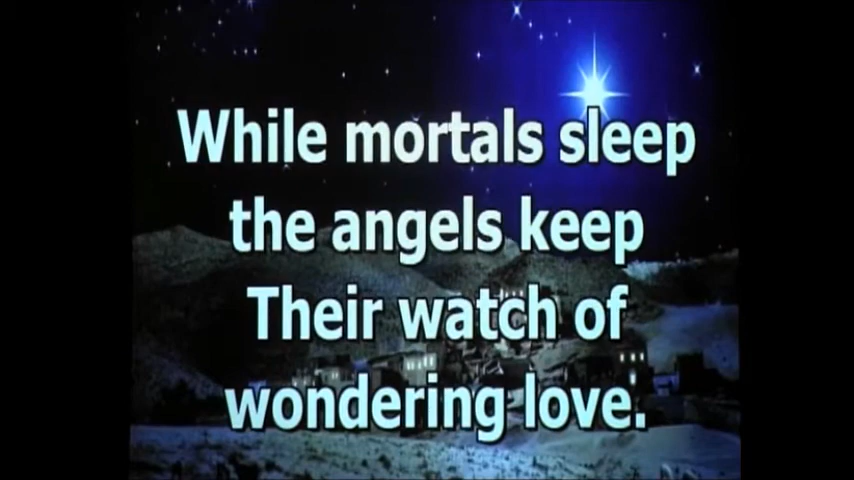 While mortals sleep
the angels keep
Their watch of
wondering love.